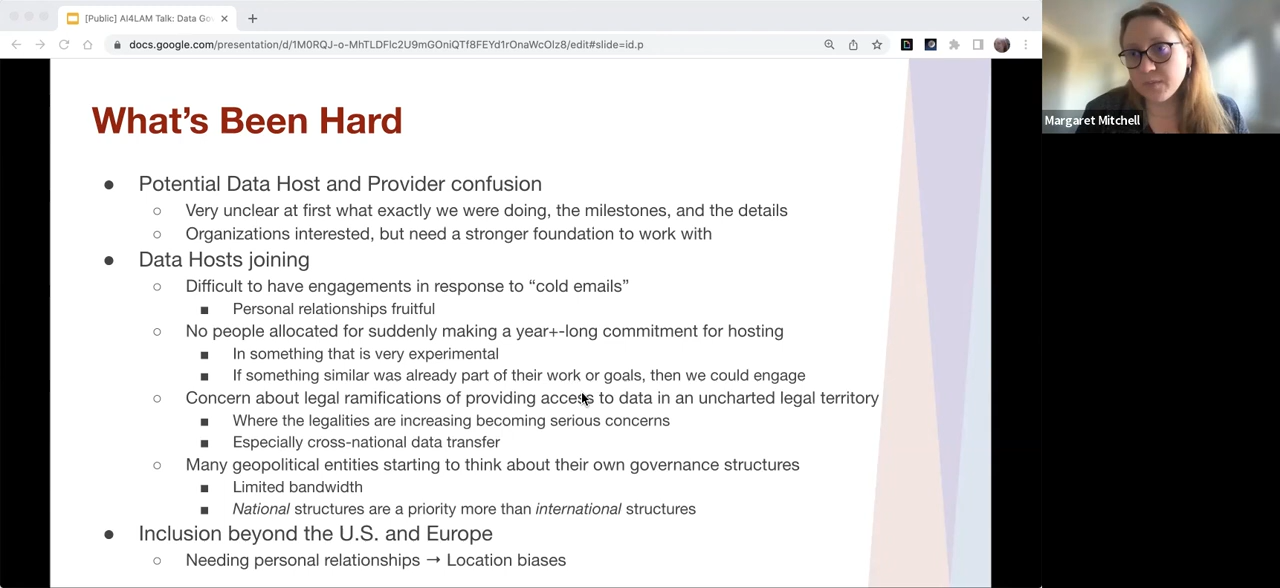 [Public] AI4LAM Talk: Data Go
docs.google.com/presentation/d/1M0RQJ-o-MhTLDFlc2U9mGOniQTf8FEYd1rOnaWcOlz8/edit#slide=id.p
Margaret Mitchell
What's Been Hard
● Potential Data Host and Provider confusion
○ Very unclear at first what exactly we were doing, the milestones, and the details
○ Organizations interested, but need a stronger foundation to work with
● Data Hosts joining
○ Difficult to have engagements in response to “cold emails”
■ Personal relationships fruitful
○ No people allocated for suddenly making a year+-long commitment for hosting
■ In something that is very experimental
■ If something similar was already part of their work or goals, then we could engage
○ Concern about legal ramifications of providing access to data in an uncharted legal territory
■ Where the legalities are increasing becoming serious concerns
■ Especially cross-national data transfer
○ Many geopolitical entities starting to think about their own governance structures
■ Limited bandwidth
■ National structures are a priority more than international structures
● Inclusion beyond the U.S. and Europe
○ Needing personal relationships → Location biases